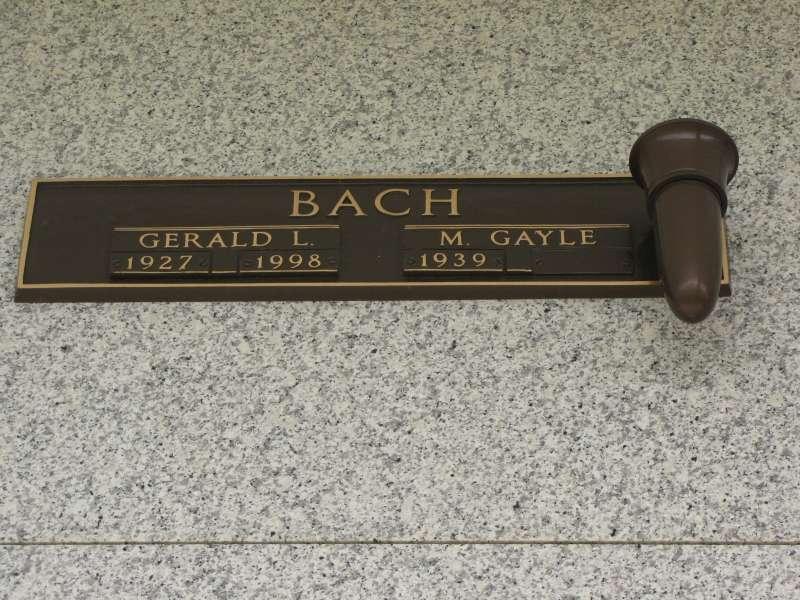 BACH
GERALD L. M. GAYLE
1927 – 1998 1939 –